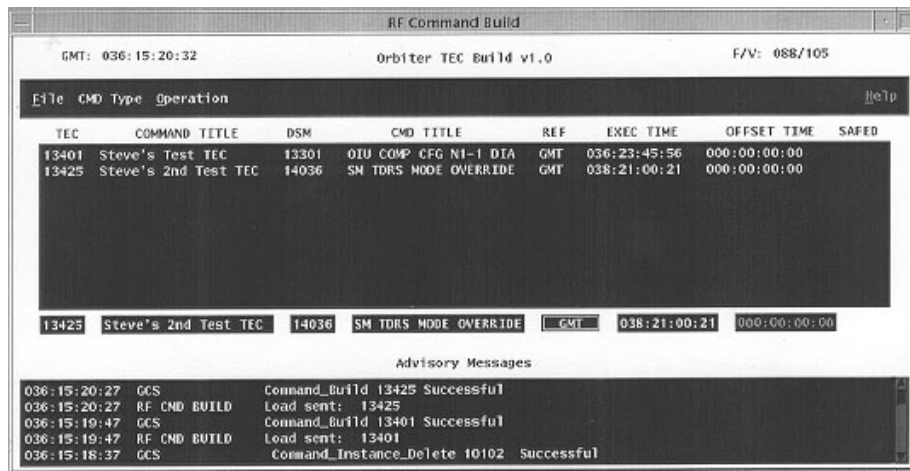 RF Command Build
GMT: 036:15:20:32 Orbiter TEC Build v1.0 F/V: 088/105
File CMD Type Operation Help
TEC COMMAND TITLE DSM CMD TITLE REF EXEC TIME OFFSET TIME SAFED
13401 Steve's Test TEC 13301 OIU COMP CFG N1-1 DIA GMT 036:23:45:56 000:00:00:00
13425 Steve's 2nd Test TEC 14036 SM TDRS MODE OVERRIDE GMT 038:21:00:21 000:00:00:00
13425 Steve's 2nd Test TEC 14036 SM TDRS MODE OVERRIDE GMT 038:21:00:21 000:00:00:00
Advisory Messages
036:15:20:27 GCS Command_Build 13425 Successful
036:15:20:27 RF CMD BUILD Load sent: 13425
036:15:19:47 GCS Command_Build 13401 Successful
036:15:19:47 RF CMD BUILD Load sent: 13401
036:15:18:37 GCS Command_Instance_Delete 10102 Successful